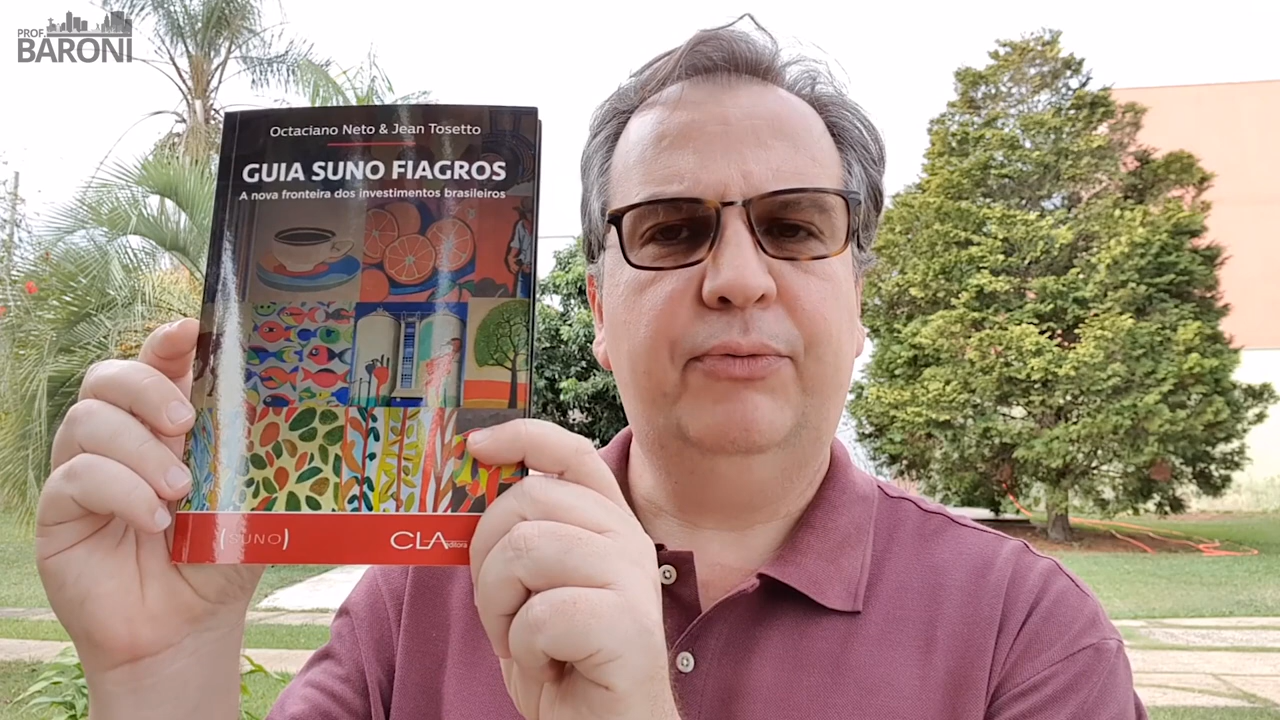 PROF.
BARONI
Octaciano Neto & Jean Tosetto
GUIA SUNO FIAGROS
A nova fronteira dos investimentos brasileiros
(SUNO)
CLA editora